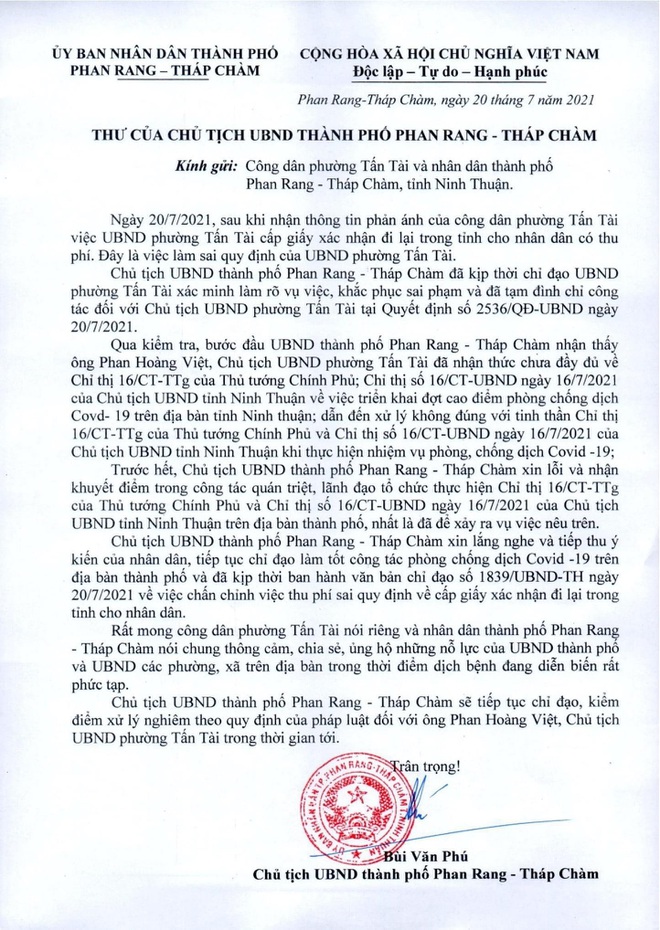 ỦY BAN NHÂN DÂN THÀNH PHỐ
PHAN RANG – THÁP CHÀM
CỘNG HÒA XÃ HỘI CHỦ NGHĨA VIỆT NAM
Độc lập – Tự do – Hạnh phúc
Phan Rang-Tháp Chàm, ngày 20 tháng 7 năm 2021
THƯ CỦA CHỦ TỊCH UBND THÀNH PHỐ PHAN RANG - THÁP CHÀM
Kính gửi: Công dân phường Tấn Tài và nhân dân thành phố
Phan Rang - Tháp Chàm, tỉnh Ninh Thuận.
Ngày 20/7/2021, sau khi nhận thông tin phản ánh của công dân phường Tấn Tài
việc UBND phường Tấn Tài cấp giấy xác nhận đi lại trong tỉnh cho nhân dân có thu
phí. Đây là việc làm sai quy định của UBND phường Tấn Tài.
Chủ tịch UBND thành phố Phan Rang - Tháp Chàm đã kịp thời chỉ đạo UBND
phường Tấn Tài xác minh làm rõ vụ việc, khắc phục sai phạm và đã tạm đình chỉ công
tác đối với Chủ tịch UBND phường Tấn Tài tại Quyết định số 2536/QĐ-UBND ngày
20/7/2021.
Qua kiểm tra, bước đầu UBND thành phố Phan Rang - Tháp Chàm nhận thấy
ông Phan Hoàng Việt, Chủ tịch UBND phường Tấn Tài đã nhận thức chưa đầy đủ về
Chỉ thị 16/CT-TTg của Thủ tướng Chính Phủ; Chỉ thị số 16/CT-UBND ngày 16/7/2021
của Chủ tịch UBND tỉnh Ninh Thuận về việc triển khai đợt cao điểm phòng chống dịch
Covd- 19 trên địa bàn tỉnh Ninh thuận; dẫn đến xử lý không đúng với tinh thần Chỉ thị
16/CT-TTg của Thủ tướng Chính Phủ và Chỉ thị số 16/CT-UBND ngày 16/7/2021 của
Chủ tịch UBND tỉnh Ninh Thuận khi thực hiện nhiệm vụ phòng, chống dịch Covid -19;
Trước hết, Chủ tịch UBND thành phố Phan Rang - Tháp Chàm xin lỗi và nhận
khuyết điểm trong công tác quán triệt, lãnh đạo tổ chức thực hiện Chỉ thị 16/CT-TTg
của Thủ tướng Chính Phủ và Chỉ thị số 16/CT-UBND ngày 16/7/2021 của Chủ tịch
UBND tỉnh Ninh Thuận trên địa bàn thành phố, nhất là đã để xảy ra vụ việc nêu trên.
Chủ tịch UBND thành phố Phan Rang - Tháp Chàm xin lắng nghe và tiếp thu ý
kiến của nhân dân, tiếp tục chỉ đạo làm tốt công tác phòng chống dịch Covid -19 trên
địa bàn thành phố và đã kịp thời ban hành văn bản chỉ đạo số 1839/UBND-TH ngày
20/7/2021 về việc chấn chỉnh việc thu phí sai quy định về cấp giấy xác nhận đi lại trong
tỉnh cho nhân dân.
Rất mong công dân phường Tấn Tài nói riêng và nhân dân thành phố Phan Rang
- Tháp Chàm nói chung thông cảm, chia sẻ, ủng hộ những nỗ lực của UBND thành phố
và UBND các phường, xã trên địa bàn trong thời điểm dịch bệnh đang diễn biến rất
phức tạp.
Chủ tịch UBND thành phố Phan Rang - Tháp Chàm sẽ tiếp tục chỉ đạo, kiểm
điểm xử lý nghiêm theo quy định của pháp luật đối với ông Phan Hoàng Việt, Chủ tịch
UBND phường Tấn Tài trong thời gian tới.
Trân trọng!
ỦY BAN NHÂN DÂN TP. PHAN RANG-THÁP CHÀM T. NINH THUẬN
Bùi Văn Phú
Chủ tịch UBND thành phố Phan Rang - Tháp Chàm